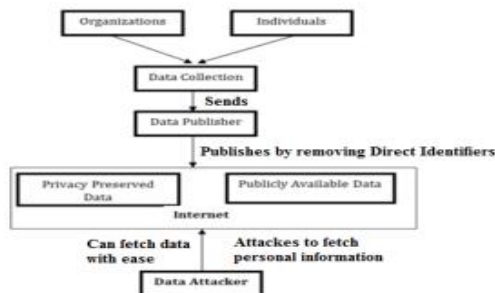 Organizations
Individuals
Data Collection
Sends
Data Publisher
Publishes by removing Direct Identifiers
Privacy Preserved
Data
Publicly Available Data
Internet
Can fetch data
with ease
Attackes to fetch
personal information
Data Attacker